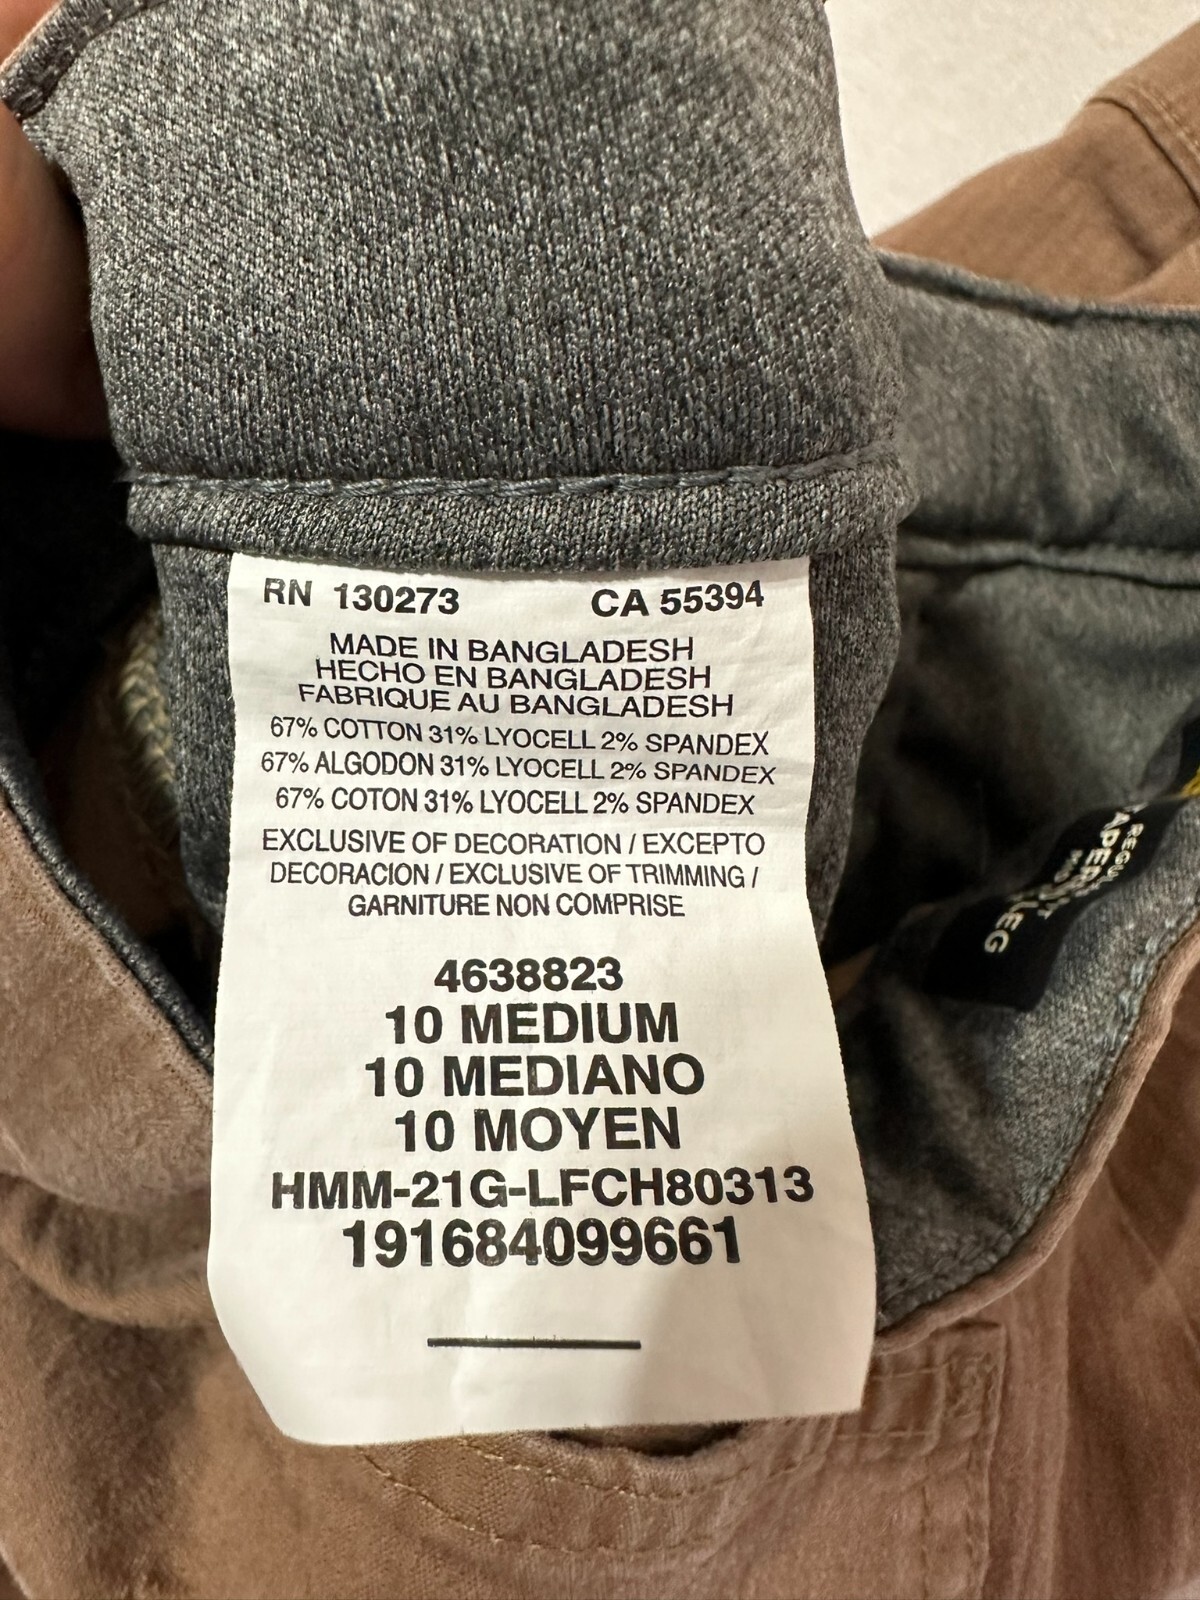 RN 130273 CA 55394
MADE IN BANGLADESH
HECHO EN BANGLADESH
FABRIQUE AU BANGLADESH
67% COTTON 31% LYOCELL 2% SPANDEX
67% ALGODON 31% LYOCELL 2% SPANDEX
67% COTON 31% LYOCELL 2% SPANDEX
EXCLUSIVE OF DECORATION / EXCEPTO
DECORACION / EXCLUSIVE OF TRIMMING /
GARNITURE NON COMPRISE
4638823
10 MEDIUM
10 MEDIANO
10 MOYEN
HMM-21G-LFCH80313
191684099661
LEG